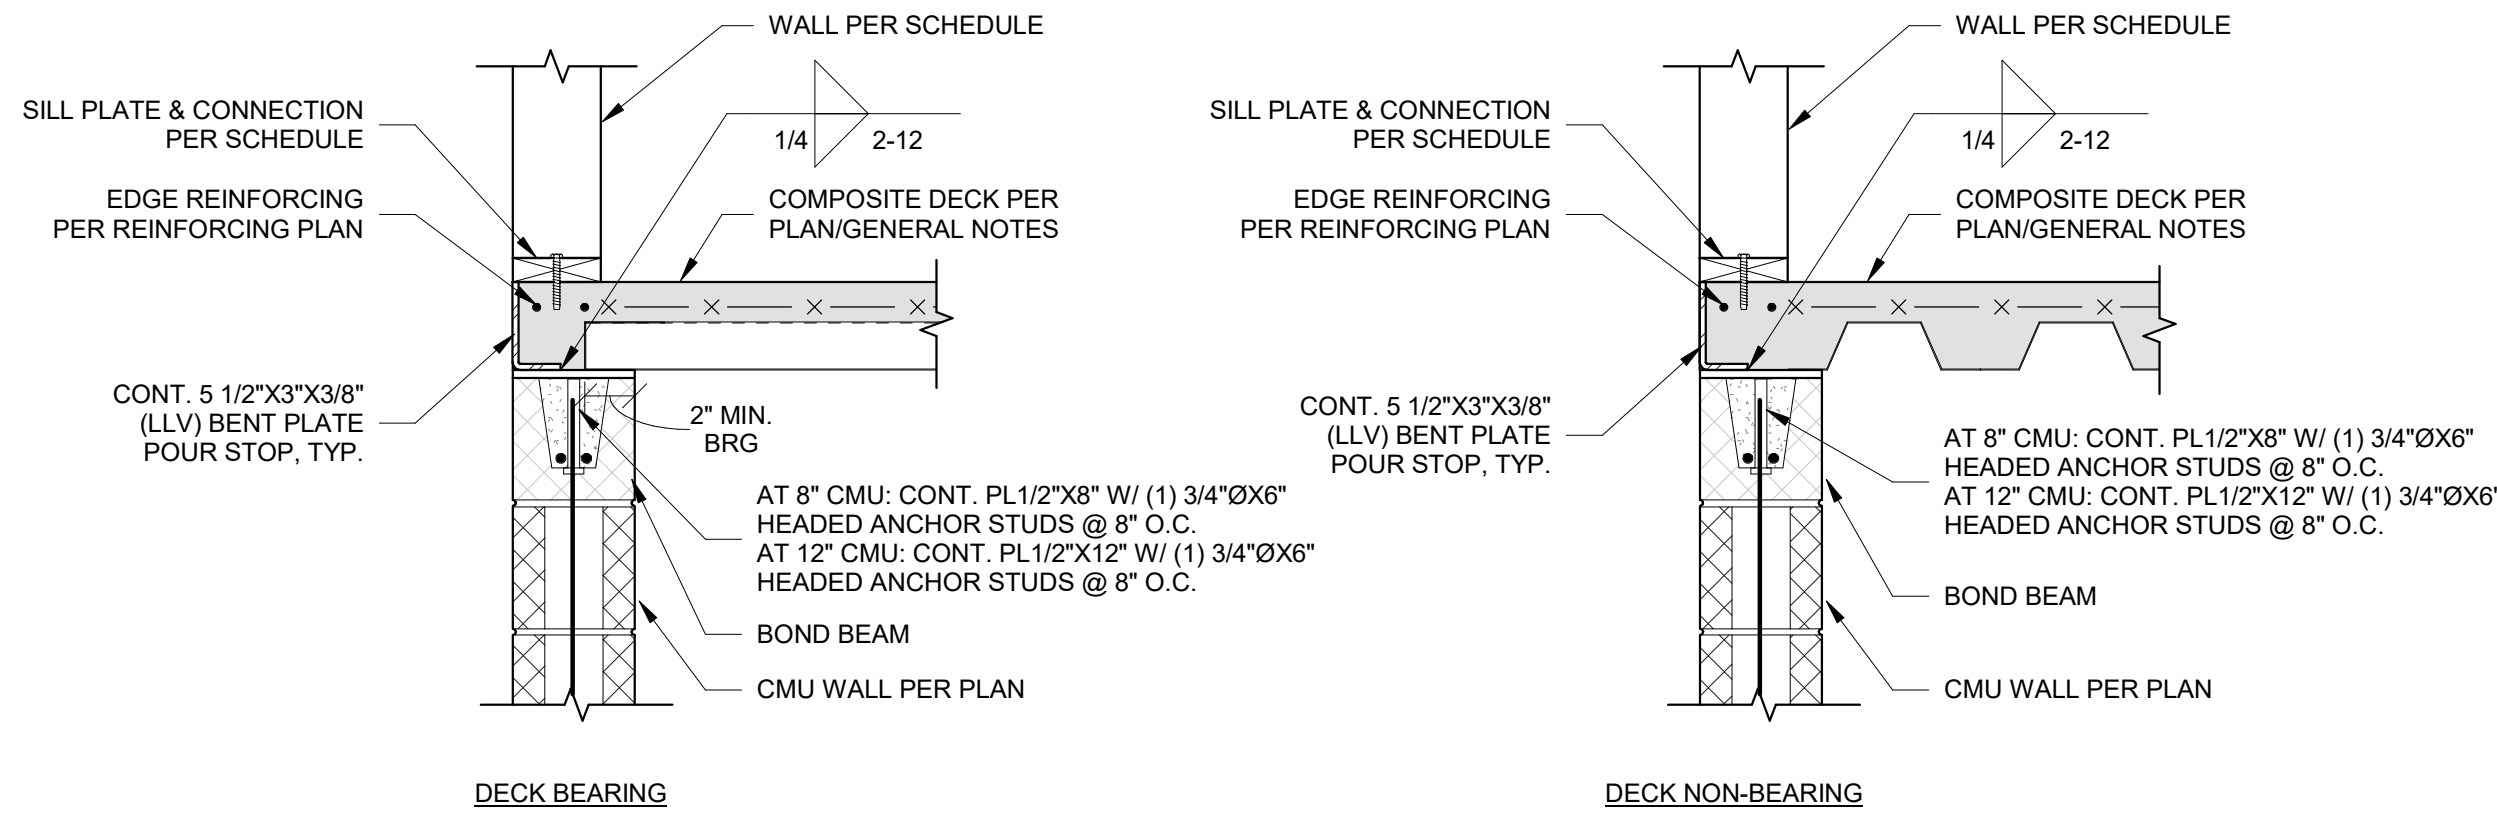 WALL PER SCHEDULE
SILL PLATE & CONNECTION
PER SCHEDULE
1/4
2-12
EDGE REINFORCING
PER REINFORCING PLAN
COMPOSITE DECK PER
PLAN/GENERAL NOTES
CONT. 5 1/2"X3"X3/8"
(LLV) BENT PLATE
POUR STOP, TYP.
2" MIN.
BRG
AT 8" CMU: CONT. PL1/2"X8" W/ (1) 3/4"ØX6"
HEADED ANCHOR STUDS @ 8" O.C.
AT 12" CMU: CONT. PL1/2"X12" W/ (1) 3/4"ØX6"
HEADED ANCHOR STUDS @ 8" O.C.
BOND BEAM
CMU WALL PER PLAN
DECK BEARING
WALL PER SCHEDULE
SILL PLATE & CONNECTION
PER SCHEDULE
1/4
2-12
EDGE REINFORCING
PER REINFORCING PLAN
COMPOSITE DECK PER
PLAN/GENERAL NOTES
CONT. 5 1/2"X3"X3/8"
(LLV) BENT PLATE
POUR STOP, TYP.
AT 8" CMU: CONT. PL1/2"X8" W/ (1) 3/4"ØX6"
HEADED ANCHOR STUDS @ 8" O.C.
AT 12" CMU: CONT. PL1/2"X12" W/ (1) 3/4"ØX6"
HEADED ANCHOR STUDS @ 8" O.C.
BOND BEAM
CMU WALL PER PLAN
DECK NON-BEARING